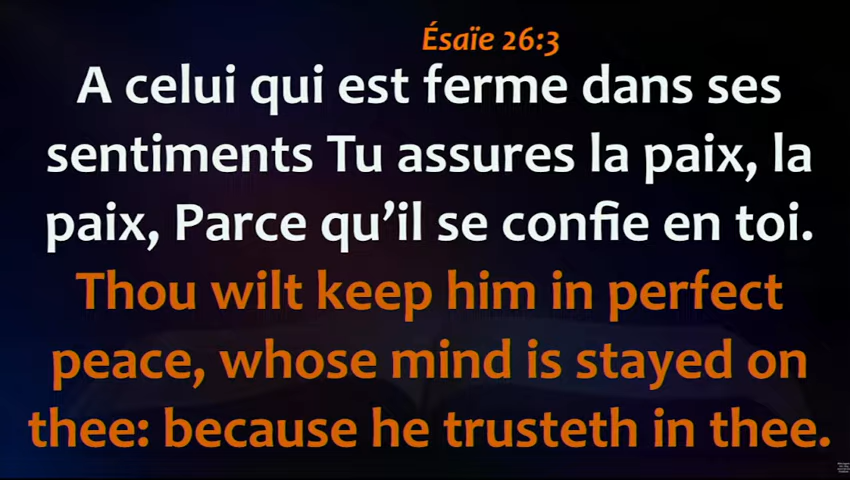 Ésaïe 26:3
A celui qui est ferme dans ses
sentiments Tu assures la paix, la
paix, Parce qu’il se confie en toi.
Thou wilt keep him in perfect
peace, whose mind is stayed on
thee: because he trusteth in thee.